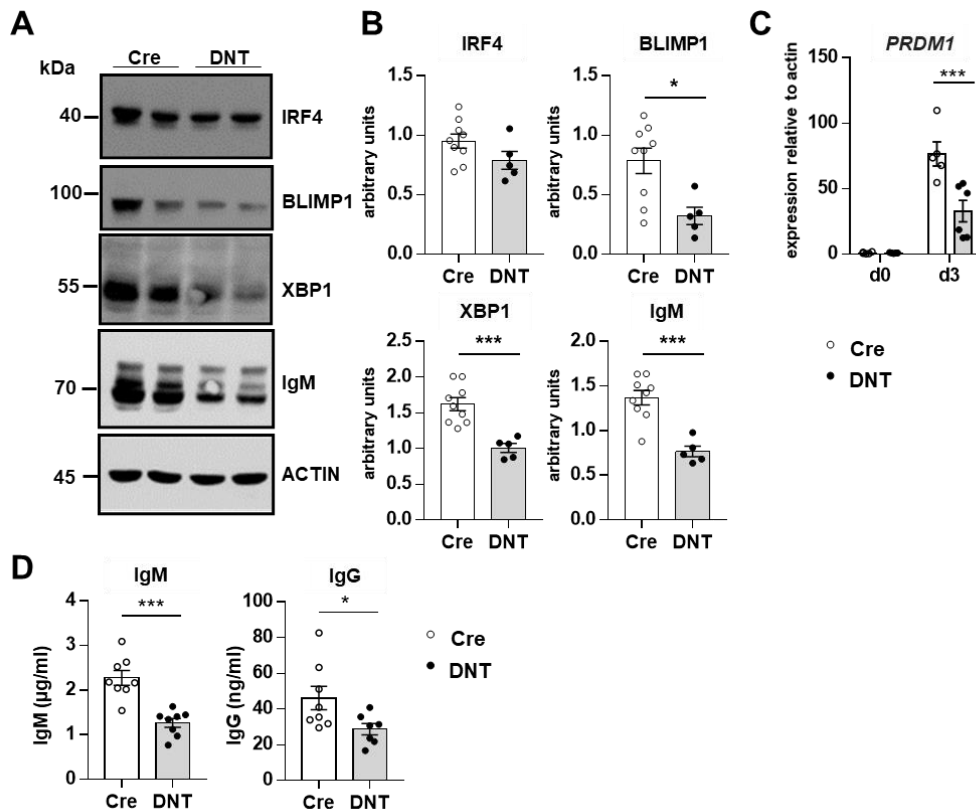 A
kDa
Cre
DNT
40
IRF4
100
BLIMP1
55
XBP1
70
IgM
45
ACTIN
B
IRF4
arbitrary units
1.5
1.0
0.5
0.0
Cre DNT
BLIMP1
*
arbitrary units
1.5
1.0
0.5
0.0
Cre DNT
XBP1
***
arbitrary units
2.5
2.0
1.5
1.0
0.5
0.0
Cre DNT
IgM
***
arbitrary units
2.0
1.5
1.0
0.5
0.0
Cre DNT
C
PRDM1
***
expression relative to actin
150
100
50
0
d0 d3
Cre
DNT
D
IgM
***
IgM (µg/ml)
4
3
2
1
0
Cre DNT
IgG
*
IgG (ng/ml)
100
80
60
40
20
0
Cre DNT
Cre
DNT